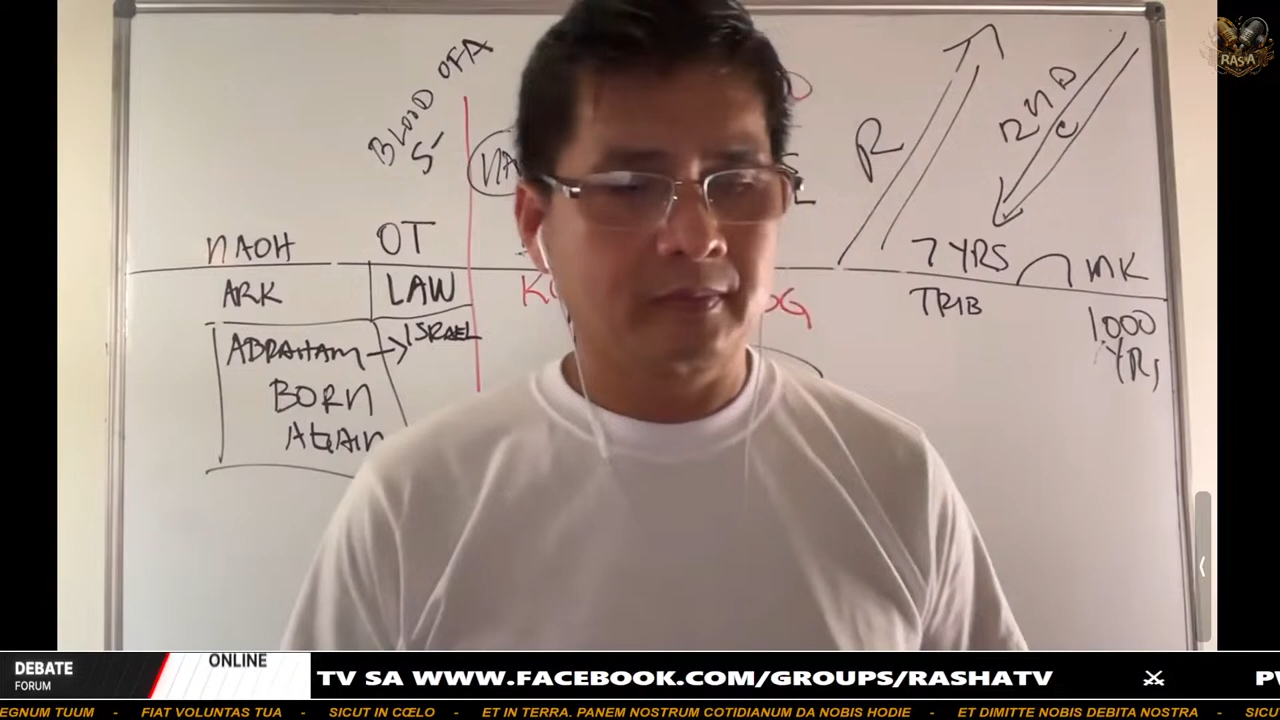 BLOOD OF A
S
R
2ND
C
NAOH
OT
7 YRS
MK
ARK
LAW
TRIB
1000
YRS
ABRAHAM
ISRAEL
BORN
AGAIN
RASA
DEBATE
FORUM
ONLINE
TV SA WWW.FACEBOOK.COM/GROUPS/RASHATV
EGNUM TUUM - FIAT VOLUNTAS TUA - SICUT IN CŒLO - ET IN TERRA. PANEM NOSTRUM COTIDIANUM DA NOBIS HODIE - ET DIMITTE NOBIS DEBITA NOSTRA - SICU